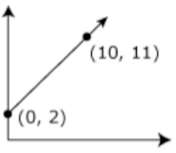 (10, 11)
(0, 2)